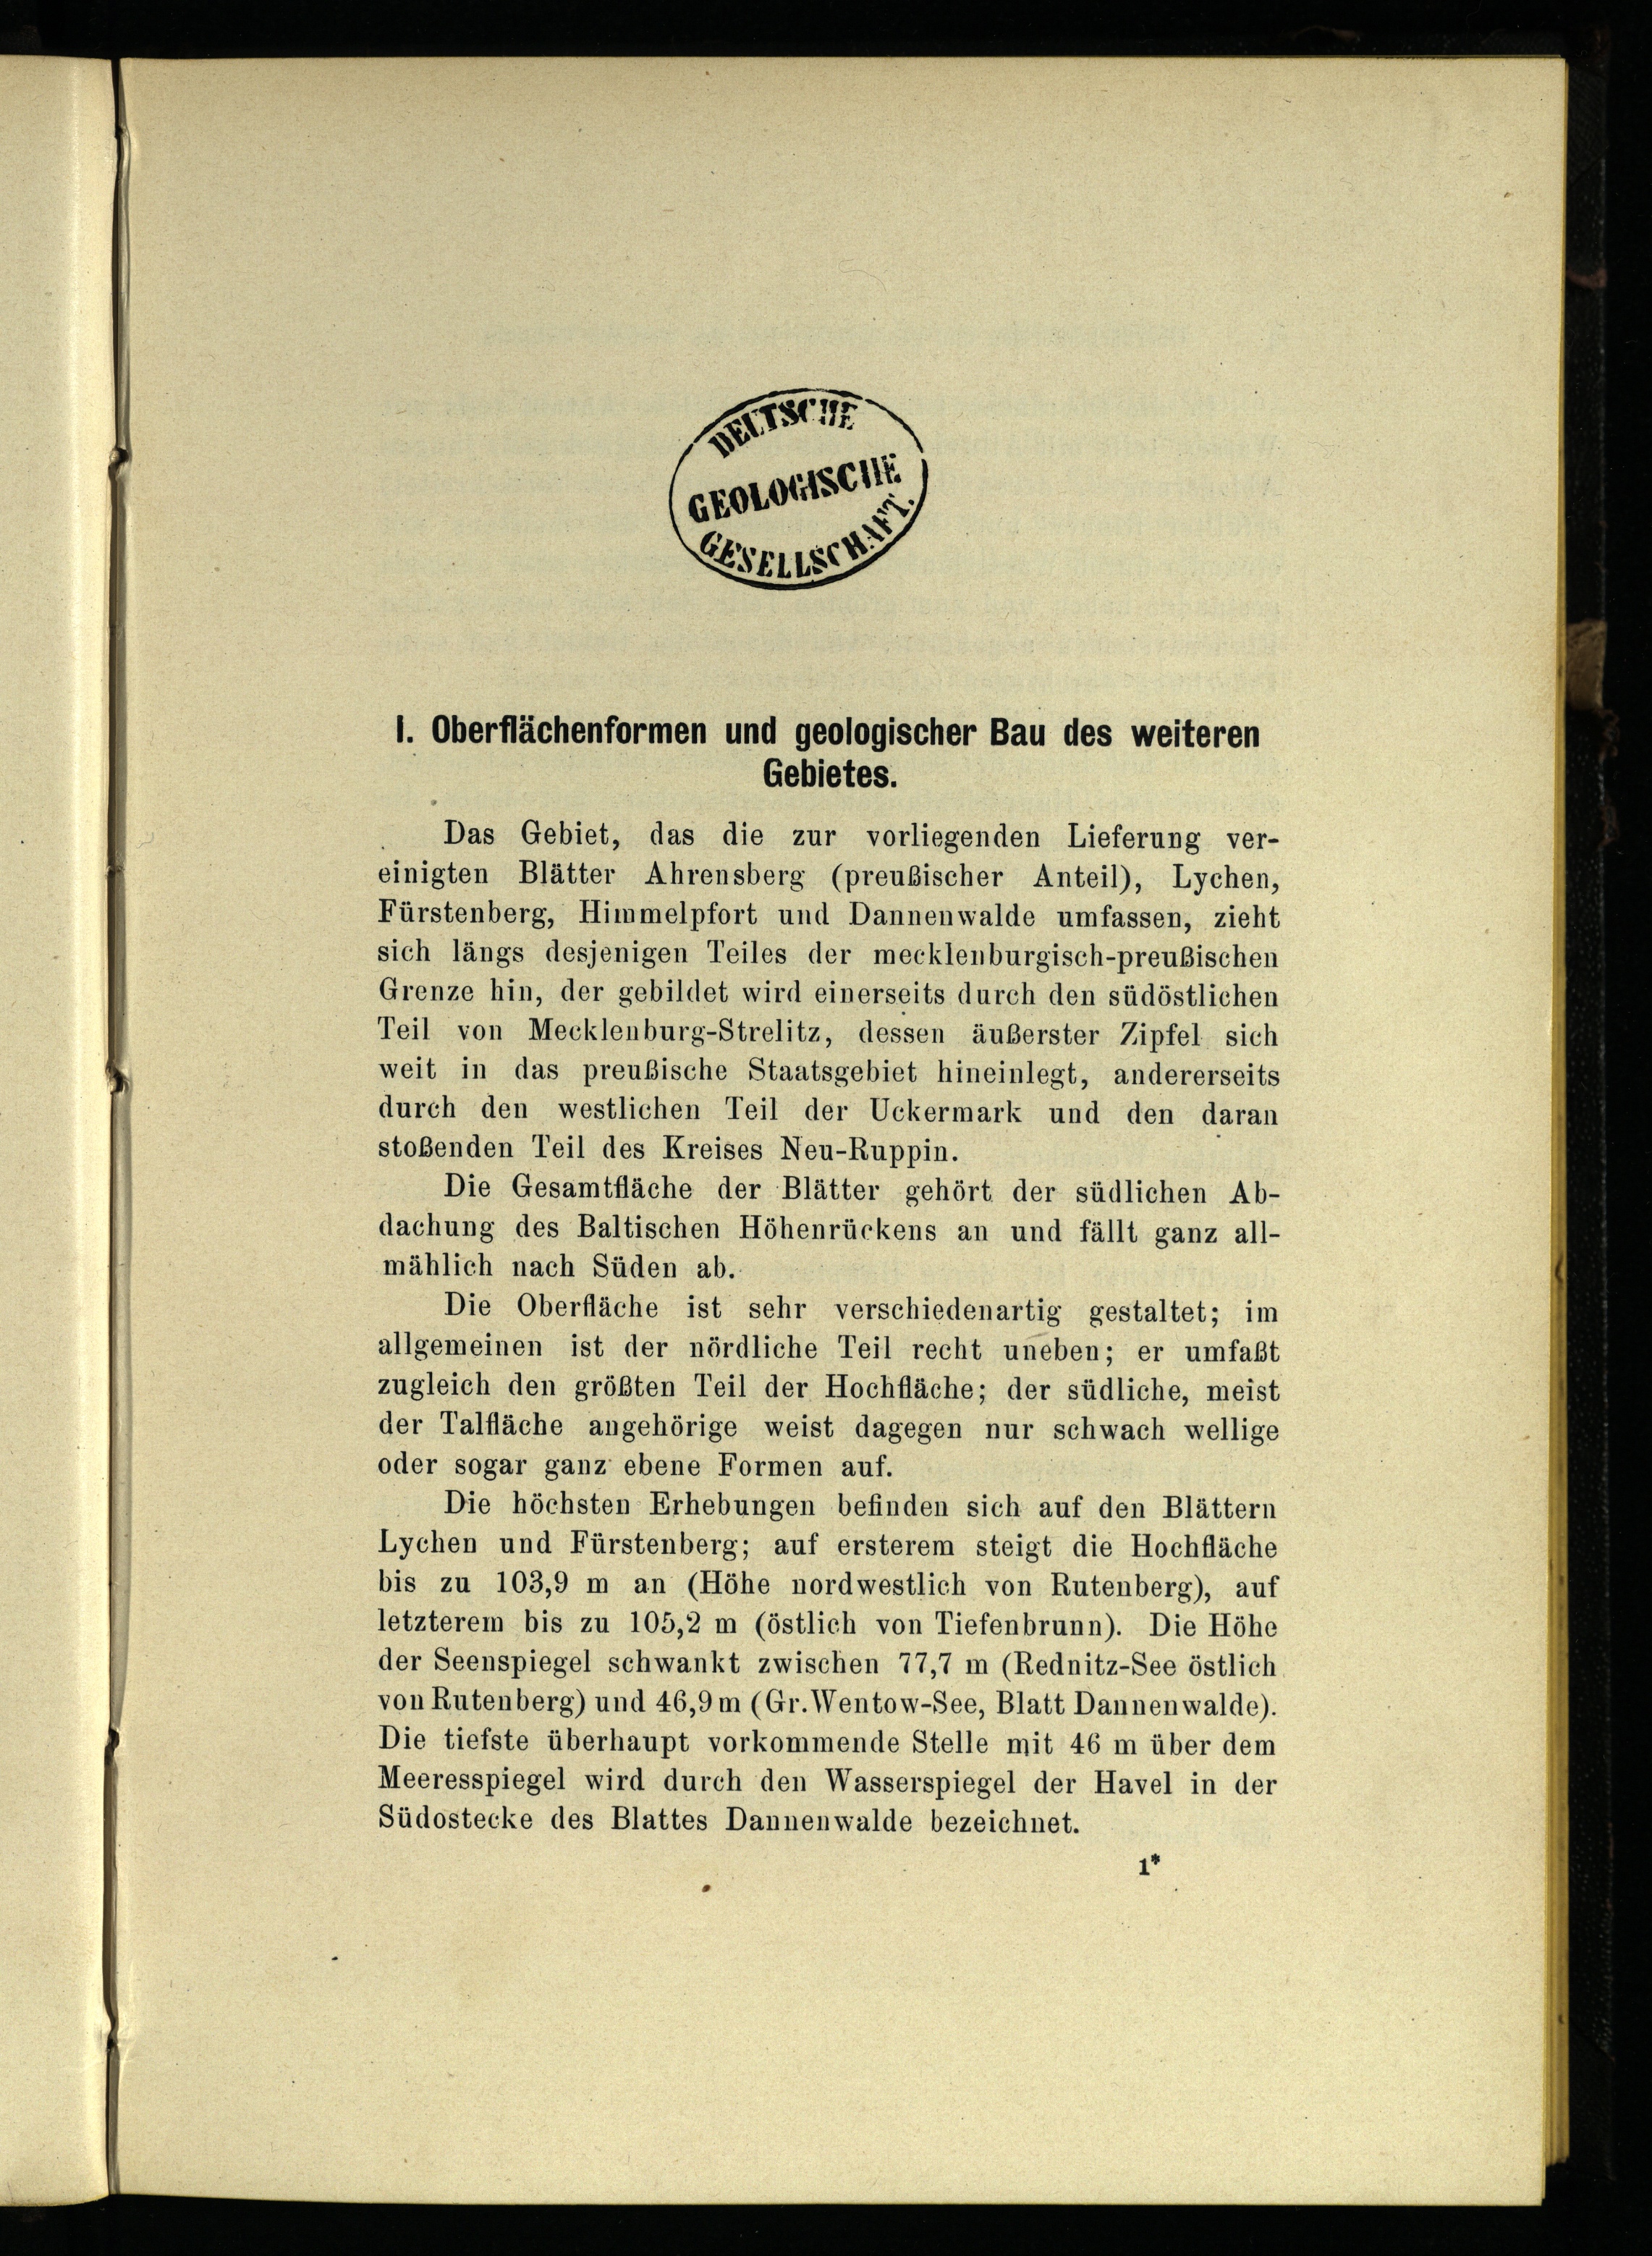 DEUTSCHE
GEOLOGISCHE
GESELLSCHAFT.
I. Oberflächenformen und geologischer Bau des weiteren
Gebietes.
Das Gebiet, das die zur vorliegenden Lieferung ver-
einigten Blätter Ahrensberg (preußischer Anteil), Lychen,
Fürstenberg, Himmelpfort und Dannenwalde umfassen, zieht
sich längs desjenigen Teiles der mecklenburgisch-preußischen
Grenze hin, der gebildet wird einerseits durch den südöstlichen
Teil von Mecklenburg-Strelitz, dessen äußerster Zipfel sich
weit in das preußische Staatsgebiet hineinlegt, andererseits
durch den westlichen Teil der Uckermark und den daran
stoßenden Teil des Kreises Neu-Ruppin.
Die Gesamtfläche der Blätter gehört der südlichen Ab-
dachung des Baltischen Höhenrückens an und fällt ganz all-
mählich nach Süden ab.
Die Oberfläche ist sehr verschiedenartig gestaltet; im
allgemeinen ist der nördliche Teil recht uneben; er umfaßt
zugleich den größten Teil der Hochfläche; der südliche, meist
der Talfläche angehörige weist dagegen nur schwach wellige
oder sogar ganz ebene Formen auf.
Die höchsten Erhebungen befinden sich auf den Blättern
Lychen und Fürstenberg; auf ersterem steigt die Hochfläche
bis zu 103,9 m an (Höhe nordwestlich von Rutenberg), auf
letzterem bis zu 105,2 m (östlich von Tiefenbrunn). Die Höhe
der Seenspiegel schwankt zwischen 77,7 m (Rednitz-See östlich
von Rutenberg) und 46,9 m (Gr. Wentow-See, Blatt Dannenwalde).
Die tiefste überhaupt vorkommende Stelle mit 46 m über dem
Meeresspiegel wird durch den Wasserspiegel der Havel in der
Südostecke des Blattes Dannenwalde bezeichnet.
1*